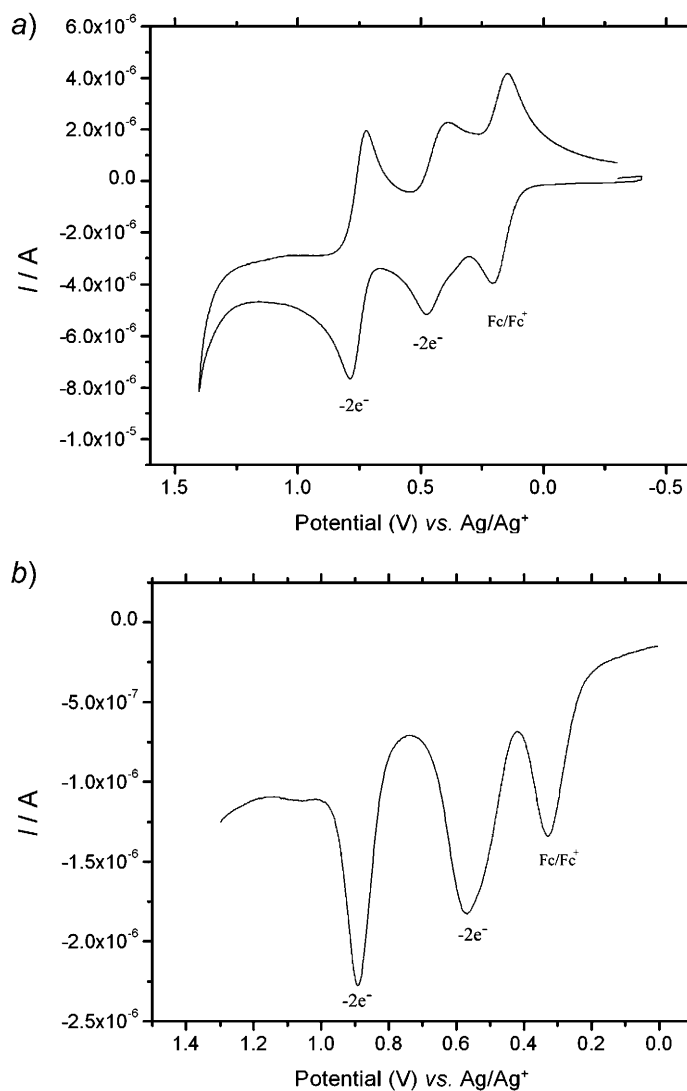 a)
6.0x10⁻⁶
4.0x10⁻⁶
2.0x10⁻⁶
0.0
-2.0x10⁻⁶
-4.0x10⁻⁶
-6.0x10⁻⁶
-8.0x10⁻⁶
-1.0x10⁻⁵
I / A
-2e⁻
-2e⁻
Fc/Fc⁺
1.5 1.0 0.5 0.0 -0.5
Potential (V) vs. Ag/Ag⁺
b)
0.0
-5.0x10⁻⁷
-1.0x10⁻⁶
-1.5x10⁻⁶
-2.0x10⁻⁶
-2.5x10⁻⁶
I / A
-2e⁻
-2e⁻
Fc/Fc⁺
1.4 1.2 1.0 0.8 0.6 0.4 0.2 0.0
Potential (V) vs. Ag/Ag⁺